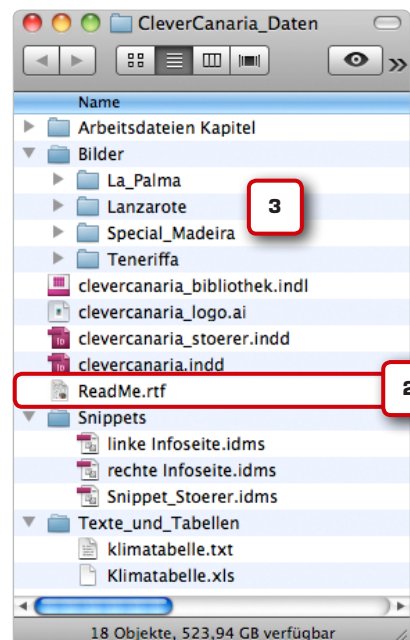 CleverCanaria_Daten
Name
Arbeitsdateien Kapitel
Bilder
La_Palma
Lanzarote
3
Special_Madeira
Teneriffa
clevercanaria_bibliothek.indl
clevercanaria_logo.ai
clevercanaria_stoerer.indd
clevercanaria.indd
ReadMe.rtf
2
Snippets
linke Infoseite.idms
rechte Infoseite.idms
Snippet_Stoerer.idms
Texte_und_Tabellen
klimatabelle.txt
Klimatabelle.xls
18 Objekte, 523,94 GB verfügbar